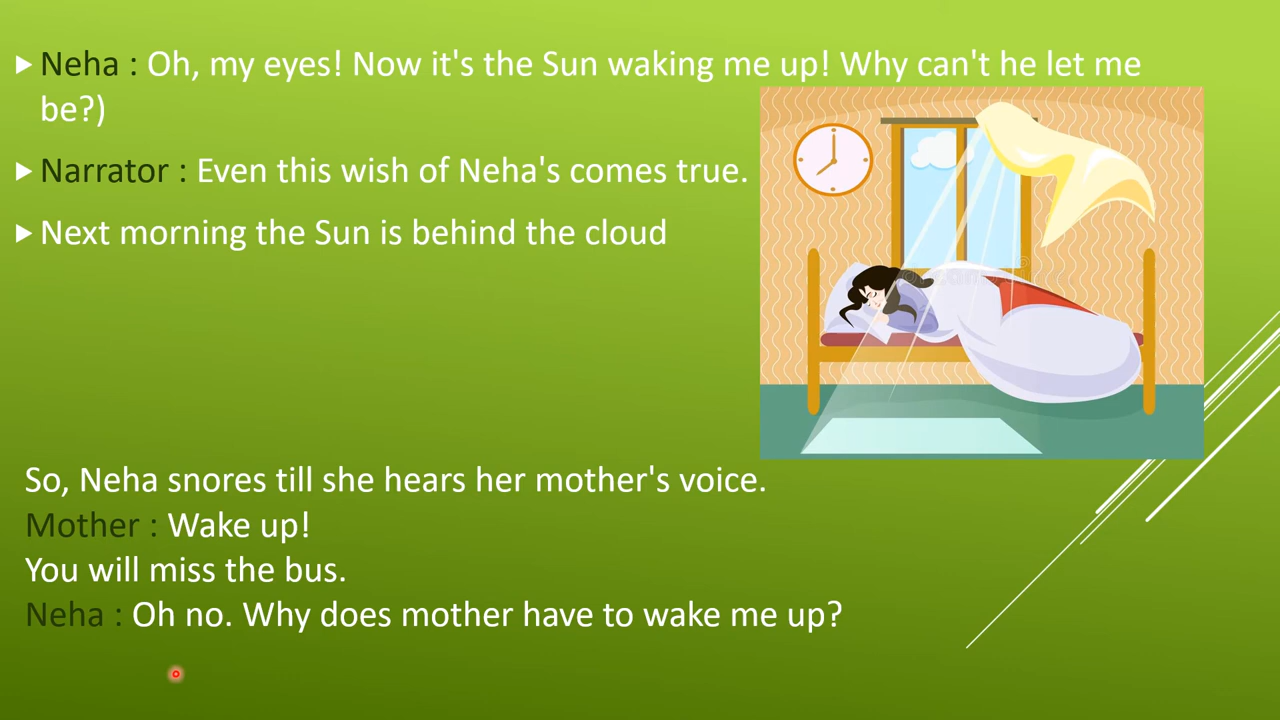 Neha : Oh, my eyes! Now it's the Sun waking me up! Why can't he let me
be?)
Narrator : Even this wish of Neha's comes true.
Next morning the Sun is behind the cloud
So, Neha snores till she hears her mother's voice.
Mother : Wake up!
You will miss the bus.
Neha : Oh no. Why does mother have to wake me up?